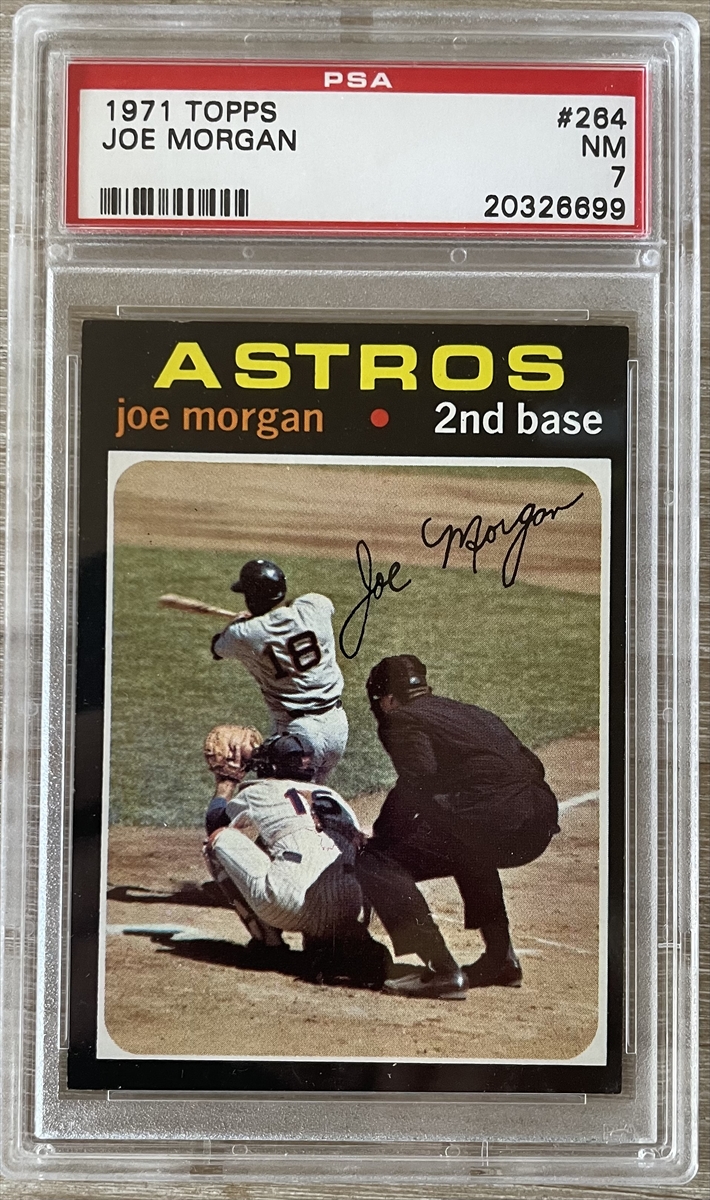 PSA
1971 TOPPS #264
JOE MORGAN NM
7
20326699
ASTROS
joe morgan • 2nd base
Joe Morgan
18